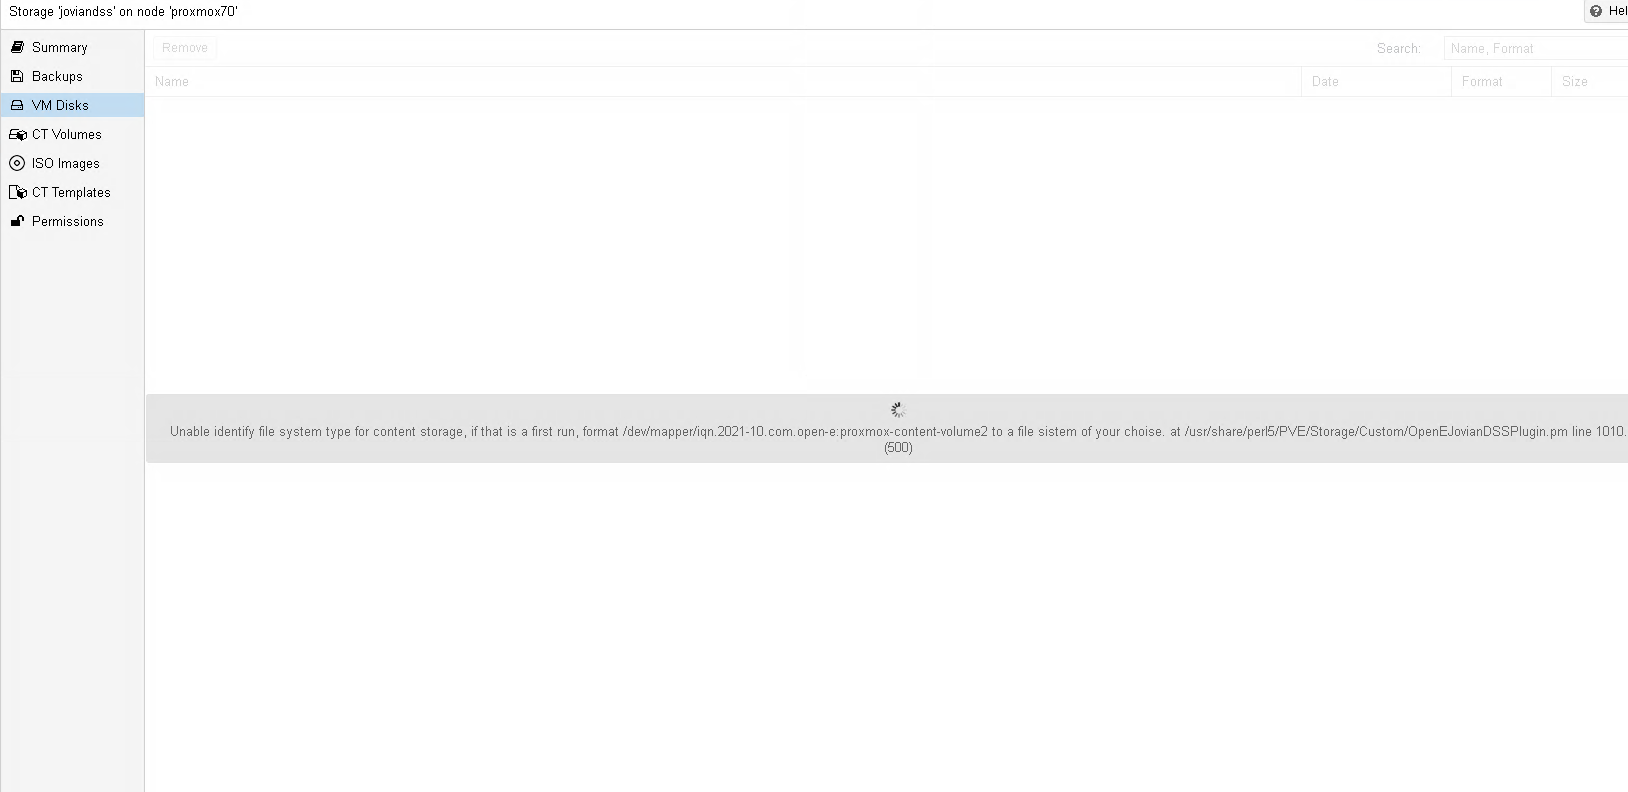 Storage 'joviandss' on node 'proxmox70'
Hel
Summary
Backups
VM Disks
CT Volumes
ISO Images
CT Templates
Permissions
Remove
Search:
Name, Format
Name
Date
Format
Size
Unable identify file system type for content storage, if that is a first run, format /dev/mapper/iqn.2021-10.com.open-e:proxmox-content-volume2 to a file sistem of your choise. at /usr/share/perl5/PVE/Storage/Custom/OpenEJovianDSSPlugin.pm line 1010.
(500)